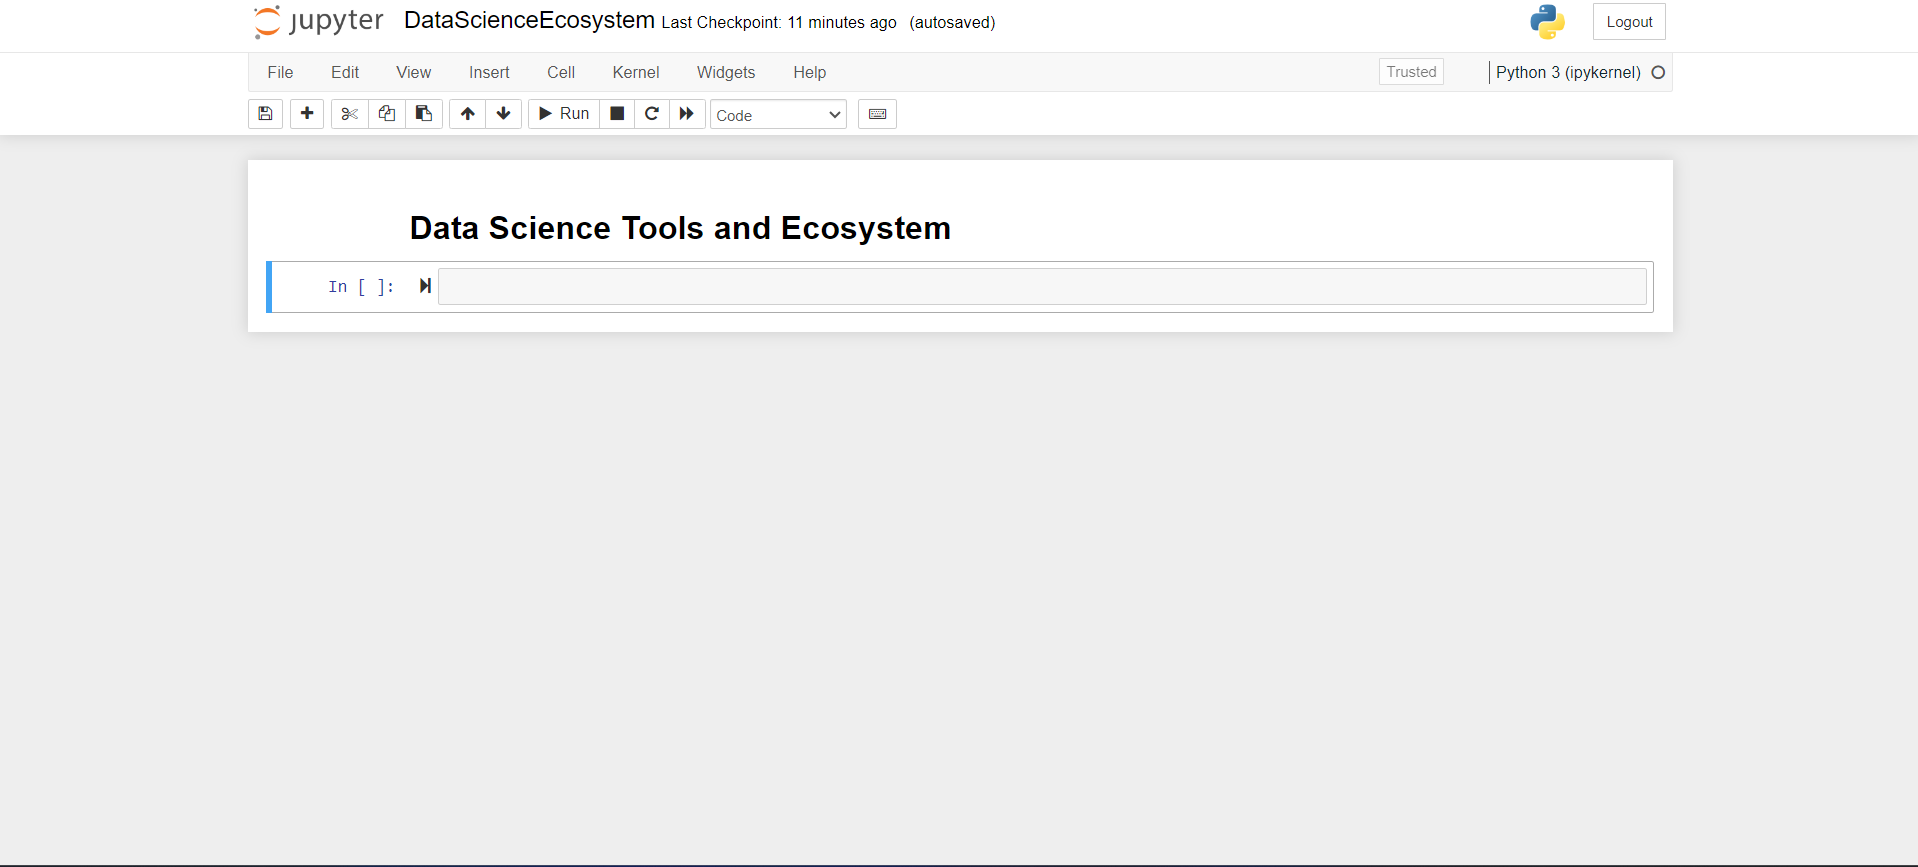 jupyter DataScienceEcosystem Last Checkpoint: 11 minutes ago (autosaved) Logout
File Edit View Insert Cell Kernel Widgets Help Trusted Python 3 (ipykernel)
Run Code
Data Science Tools and Ecosystem
In [ ]: